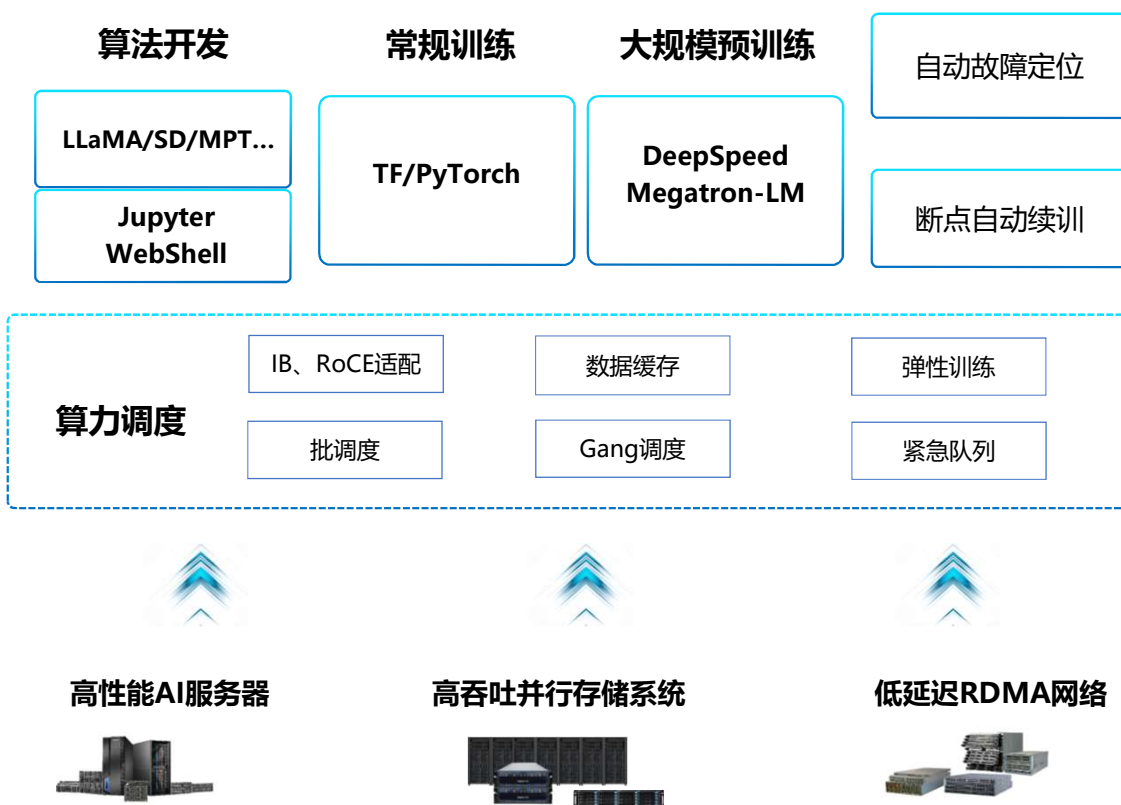 算法开发
常规训练
大规模预训练
自动故障定位
LLaMA/SD/MPT...
TF/PyTorch
DeepSpeed
Megatron-LM
Jupyter
WebShell
断点自动续训
算力调度
IB、RoCE适配
数据缓存
弹性训练
批调度
Gang调度
紧急队列
高性能AI服务器
高吞吐并行存储系统
低延迟RDMA网络